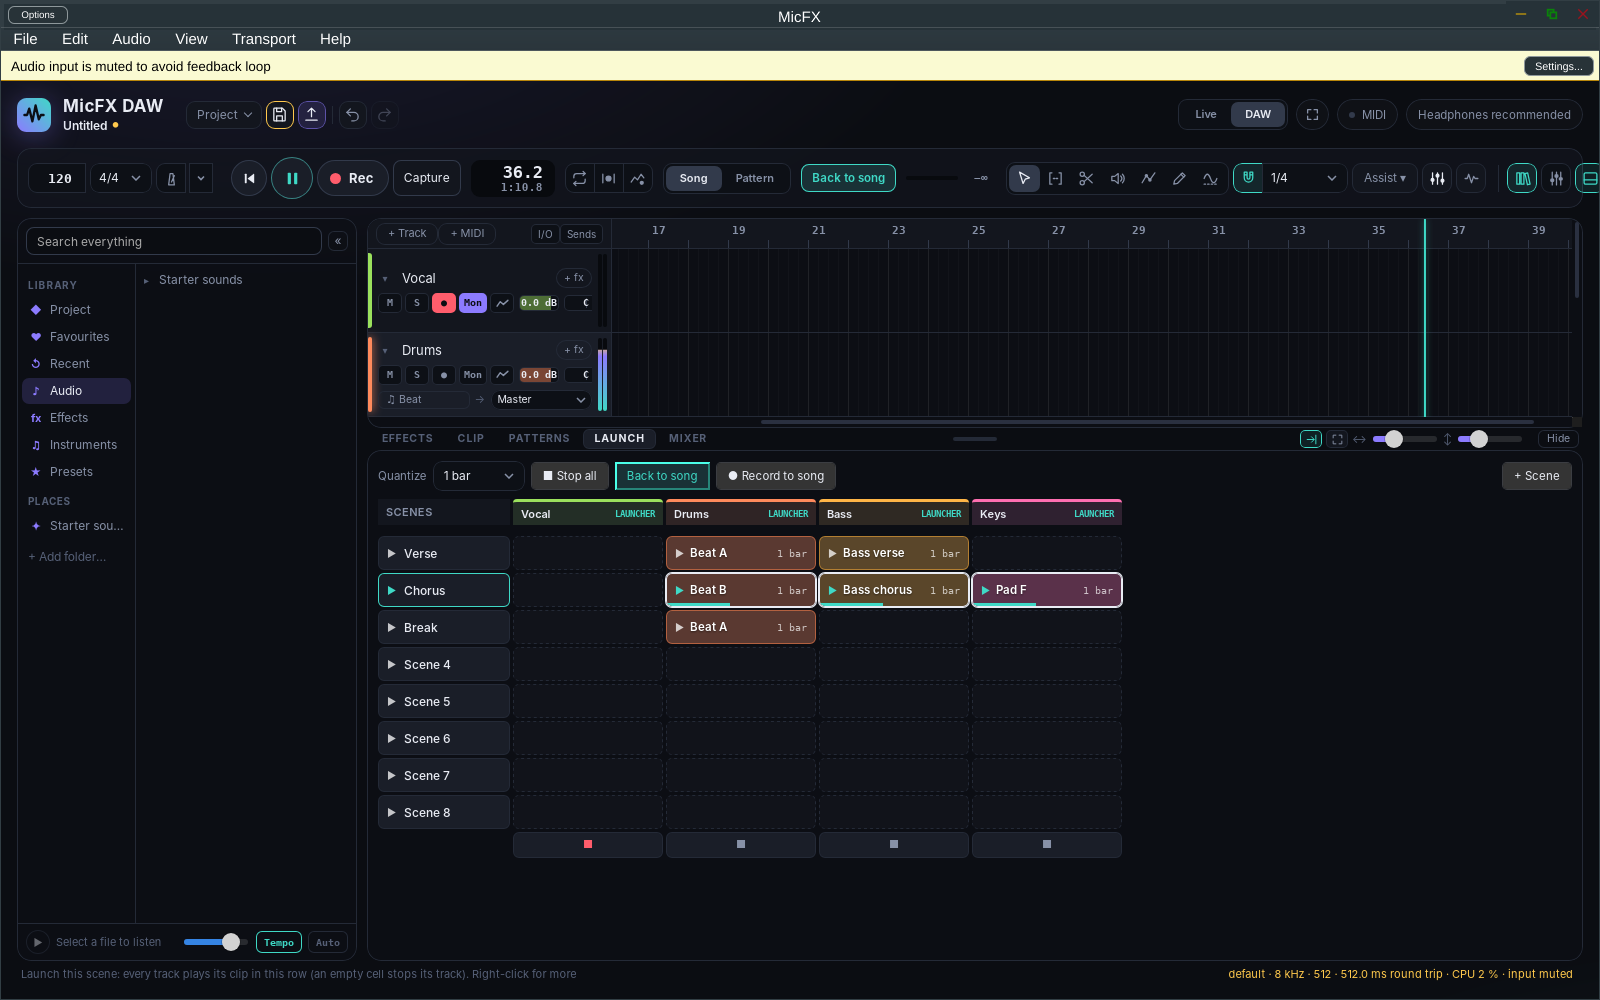 Options
MicFX
File Edit Audio View Transport Help
Audio input is muted to avoid feedback loop
Settings...
MicFX DAW
Untitled
Project
Live DAW
MIDI
Headphones recommended
120
4/4
Rec
Capture
36.2
1:10.8
Song Pattern
Back to song
-∞
1/4
Assist
Search everything
«
LIBRARY
Project
Favourites
Recent
Audio
fx Effects
Instruments
Presets
PLACES
Starter sou...
+ Add folder...
Starter sounds
Select a file to listen
Tempo
Auto
+ Track
+ MIDI
I/O
Sends
17 19 21 23 25 27 29 31 33 35 37 39
Vocal
+ fx
M S Mon 0.0 dB C
Drums
+ fx
M S Mon 0.0 dB C
Beat → Master
EFFECTS CLIP PATTERNS LAUNCH MIXER
Hide
Quantize 1 bar Stop all Back to song Record to song
+ Scene
SCENES
Vocal LAUNCHER
Drums LAUNCHER
Bass LAUNCHER
Keys LAUNCHER
Verse
Beat A 1 bar
Bass verse 1 bar
Chorus
Beat B 1 bar
Bass chorus 1 bar
Pad F 1 bar
Break
Beat A 1 bar
Scene 4
Scene 5
Scene 6
Scene 7
Scene 8
Launch this scene: every track plays its clip in this row (an empty cell stops its track). Right-click for more
default · 8 kHz · 512 · 512.0 ms round trip · CPU 2 % · input muted